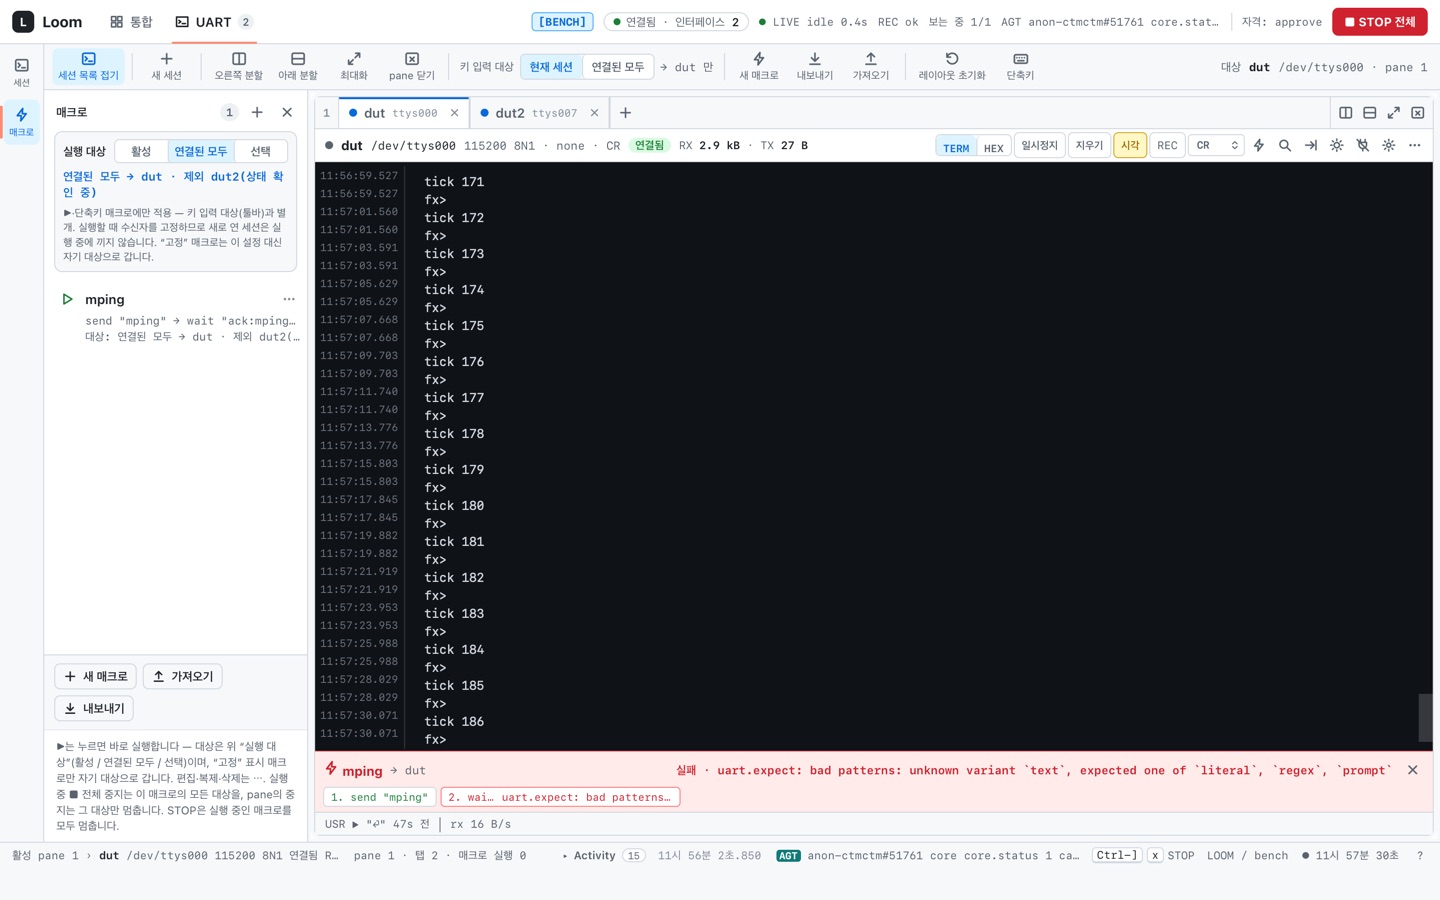 L Loom 통합 UART 2 [BENCH] 연결됨 · 인터페이스 2 LIVE idle 0.4s REC ok 보는 중 1/1 AGT anon-ctmctm#51761 core.stat… 자격: approve STOP 전체
세션 목록 접기 새 세션 오른쪽 분할 아래 분할 최대화 pane 닫기 키 입력 대상 현재 세션 연결된 모두 → dut 만 새 매크로 내보내기 가져오기 레이아웃 초기화 단축키 대상 dut /dev/ttys000 · pane 1
세션
매크로
매크로 1
실행 대상 활성 연결된 모두 선택
연결된 모두 → dut · 제외 dut2(상태 확
인 중)
▶·단축키 매크로에만 적용 — 키 입력 대상(툴바)과 별
개. 실행할 때 수신자를 고정하므로 새로 연 세션은 실
행 중에 끼지 않습니다. “고정” 매크로는 이 설정 대신
자기 대상으로 갑니다.
mping ···
send "mping" → wait "ack:mping…
대상: 연결된 모두 → dut · 제외 dut2(…
새 매크로 가져오기
내보내기
▶는 누르면 바로 실행합니다 — 대상은 위 “실행 대
상”(활성 / 연결된 모두 / 선택)이며, “고정” 표시 매크
로만 자기 대상으로 갑니다. 편집·복제·삭제는 ···. 실행
중 ■ 전체 중지는 이 매크로의 모든 대상을, pane의 중
지는 그 대상만 멈춥니다. STOP은 실행 중인 매크로를
모두 멈춥니다.
1 dut ttys000 dut2 ttys007
dut /dev/ttys000 115200 8N1 · none · CR 연결됨 RX 2.9 kB · TX 27 B TERM HEX 일시정지 지우기 시각 REC CR
11:56:59.527 tick 171
11:56:59.527 fx>
11:57:01.560 tick 172
11:57:01.560 fx>
11:57:03.591 tick 173
11:57:03.591 fx>
11:57:05.629 tick 174
11:57:05.629 fx>
11:57:07.668 tick 175
11:57:07.668 fx>
11:57:09.703 tick 176
11:57:09.703 fx>
11:57:11.740 tick 177
11:57:11.740 fx>
11:57:13.776 tick 178
11:57:13.776 fx>
11:57:15.803 tick 179
11:57:15.803 fx>
11:57:17.845 tick 180
11:57:17.845 fx>
11:57:19.882 tick 181
11:57:19.882 fx>
11:57:21.919 tick 182
11:57:21.919 fx>
11:57:23.953 tick 183
11:57:23.953 fx>
11:57:25.988 tick 184
11:57:25.988 fx>
11:57:28.029 tick 185
11:57:28.029 fx>
11:57:30.071 tick 186
11:57:30.071 fx>
mping → dut 실패 · uart.expect: bad patterns: unknown variant `text`, expected one of `literal`, `regex`, `prompt`
1. send "mping" 2. wai… uart.expect: bad patterns…
USR ▶ "⏎" 47s 전 | rx 16 B/s
활성 pane 1 › dut /dev/ttys000 115200 8N1 연결됨 R… pane 1 · 탭 2 · 매크로 실행 0 ▸ Activity 15 11시 56분 2초.850 AGT anon-ctmctm#51761 core core.status 1 ca… Ctrl-] x STOP LOOM / bench 11시 57분 30초 ?